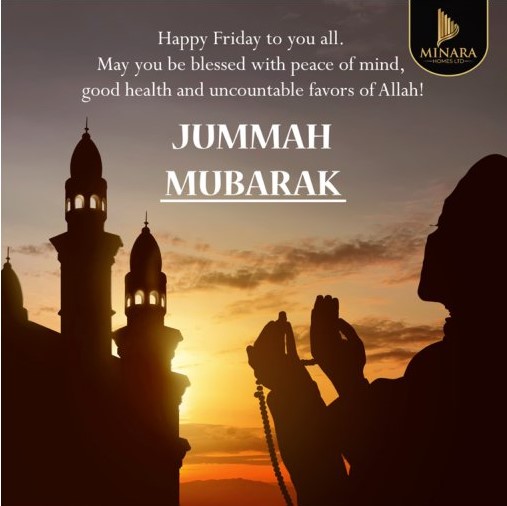 Happy Friday to you all.
May you be blessed with peace of mind,
good health and uncountable favors of Allah!
JUMMAH
MUBARAK
MINARA
HOMES LTD